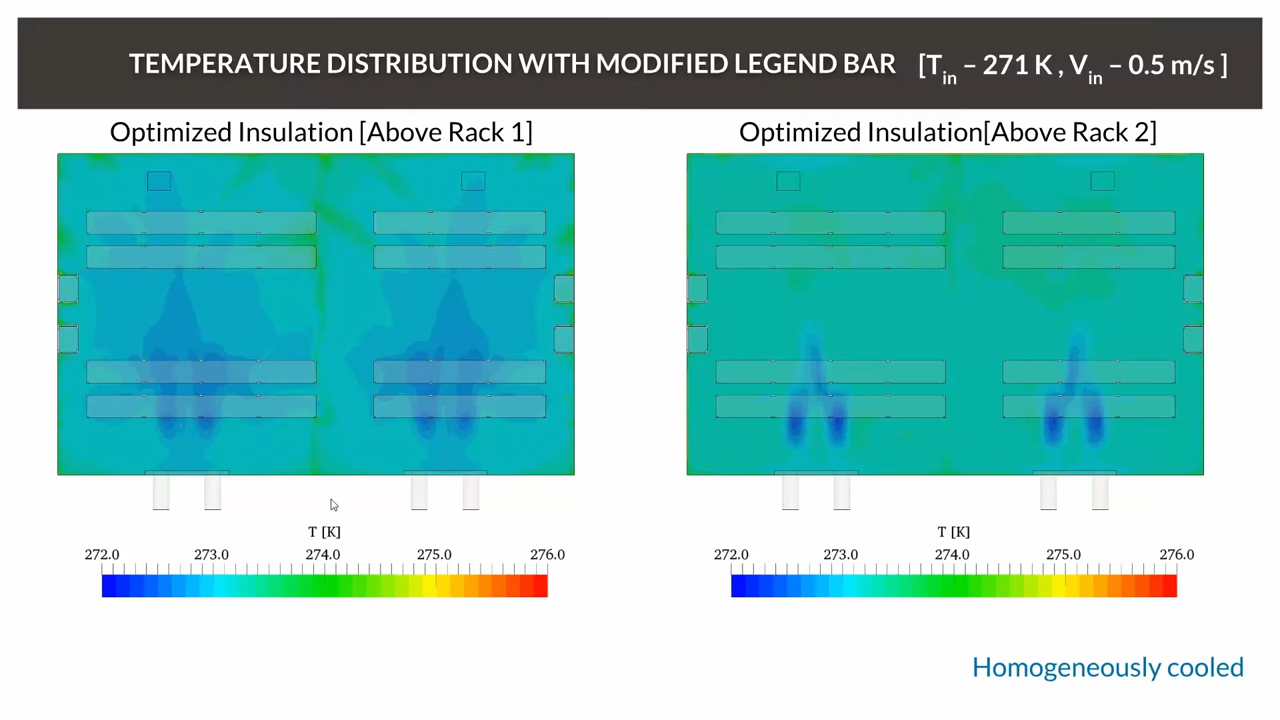 TEMPERATURE DISTRIBUTION WITH MODIFIED LEGEND BAR [Tin – 271 K , Vin – 0.5 m/s ]
Optimized Insulation [Above Rack 1]
Optimized Insulation[Above Rack 2]
T [K]
272.0 273.0 274.0 275.0 276.0
T [K]
272.0 273.0 274.0 275.0 276.0
Homogeneously cooled